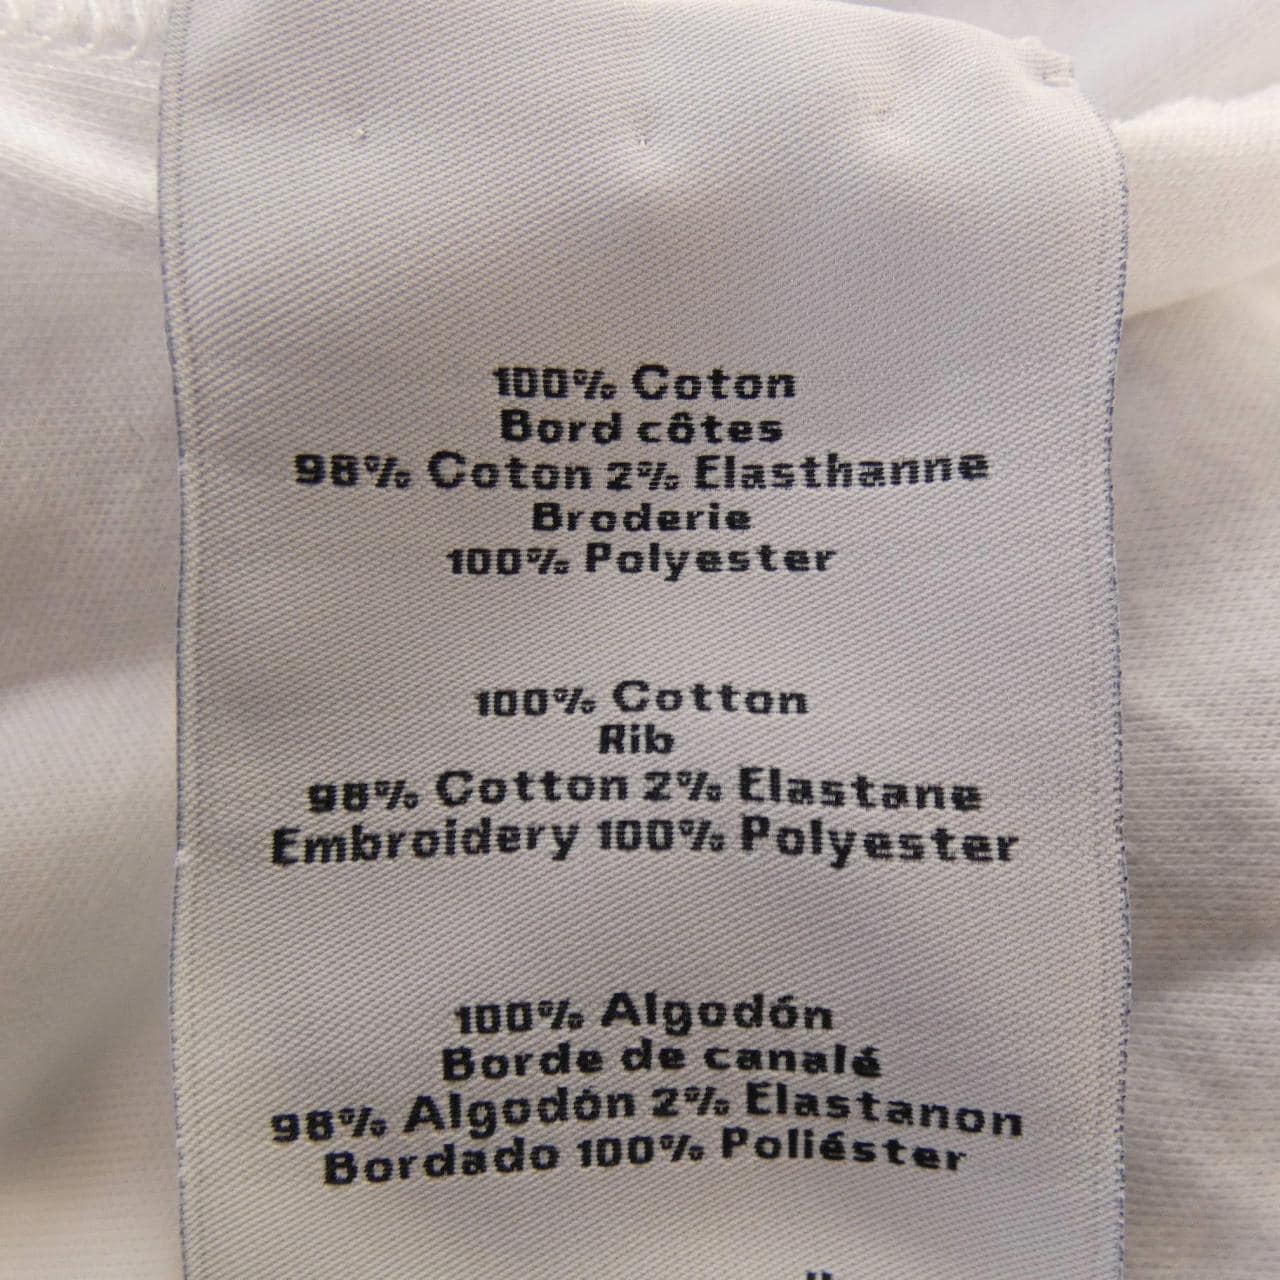 100% Coton
Bord côtes
98% Coton 2% Elasthanne
Broderie
100% Polyester
100% Cotton
Rib
98% Cotton 2% Elastane
Embroidery 100% Polyester
100% Algodón
Borde de canalé
98% Algodón 2% Elastanon
Bordado 100% Poliéster